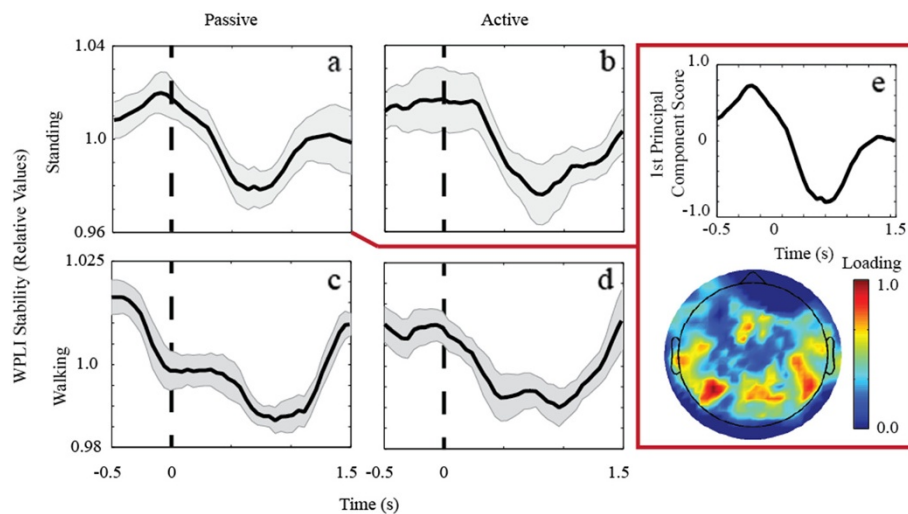 Passive
Active
WPLI Stability (Relative Values)
Standing
1.04
1.0
0.96
a
b
Walking
1.025
1.0
0.98
c
d
-0.5
0
1.5
-0.5
0
1.5
Time (s)
e
1st Principal
Component Score
1.0
0
-1.0
-0.5
1.5
Time (s)
Loading
1.0
0.0